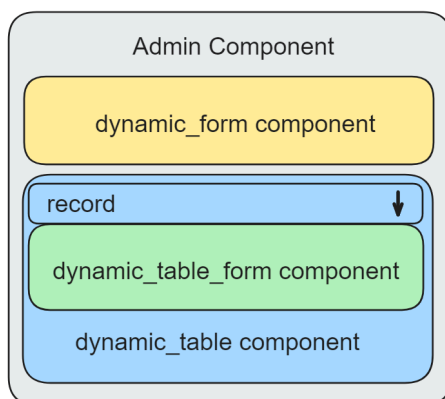 Admin Component
dynamic_form component
record
dynamic_table_form component
dynamic_table component